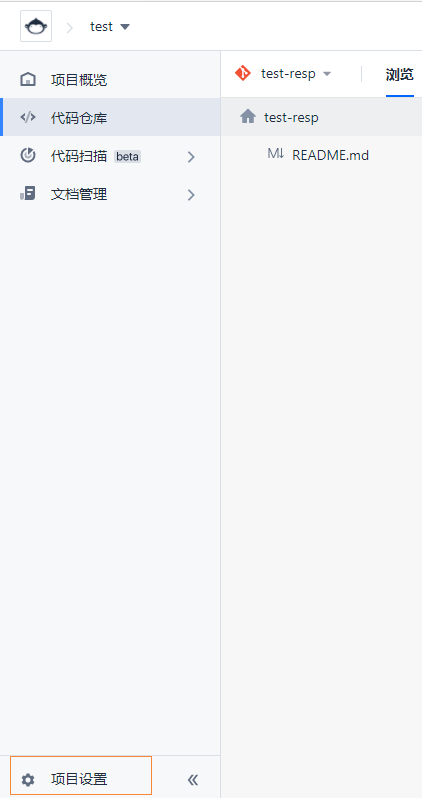 test
项目概览
代码仓库
代码扫描 beta
文档管理
test-resp
浏览
test-resp
M↓ README.md
项目设置